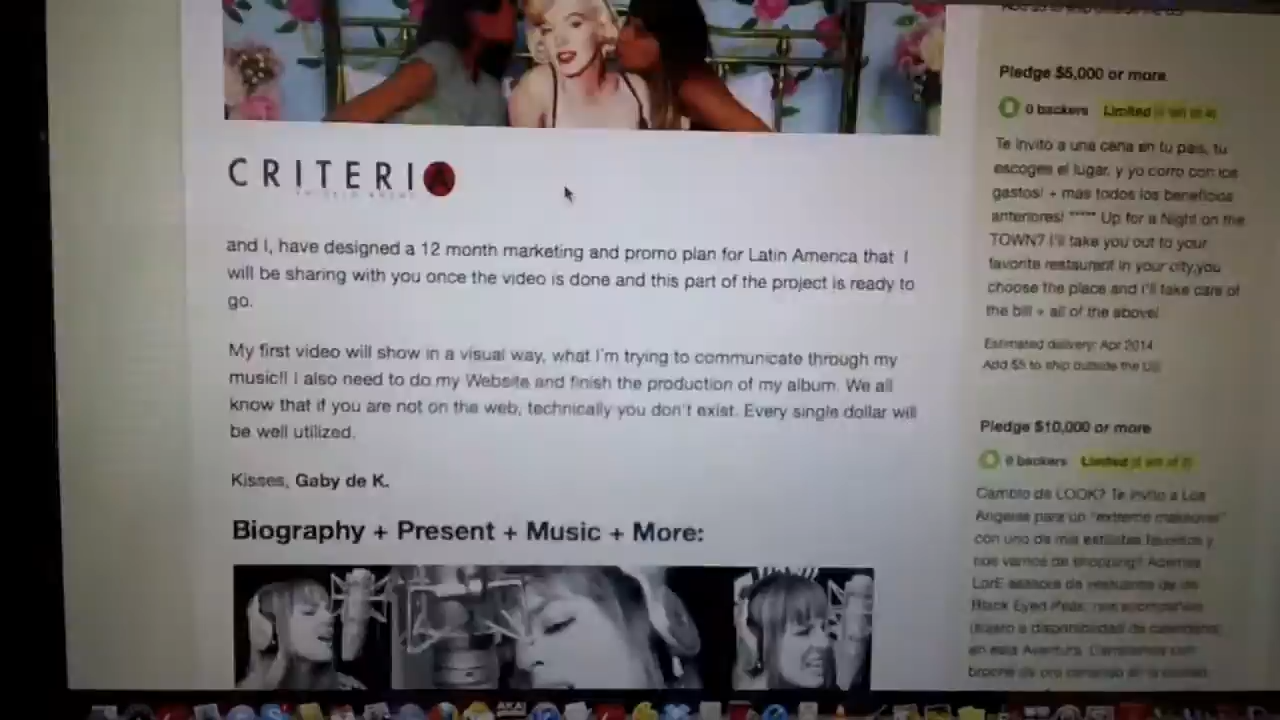 CRITERIA
and I, have designed a 12 month marketing and promo plan for Latin America that I
will be sharing with you once the video is done and this part of the project is ready to
go.
My first video will show in a visual way, what I'm trying to communicate through my
music!! I also need to do my Website and finish the production of my album. We all
know that if you are not on the web, technically you don't exist. Every single dollar will
be well utilized.
Kisses, Gaby de K.
Biography + Present + Music + More:
Pledge $5,000 or more
0 backers Limited
Te invito a una cena en tu pais, tu
escoges el lugar, y yo corro con los
gastos! + mas todos los beneficios
anteriores! ***** Up for a Night on the
TOWN? I'll take you out to your
favorite restaurant in your city,you
choose the place and I'll take care of
the bill + all of the above!
Estimated delivery: Apr 2014
Add $5 to ship outside the US
Pledge $10,000 or more
0 backers Limited
Cambio de LOOK? Te invito a Los
Angeles para un "extreme makeover"
con uno de mis estilistas favoritos y
nos vamos de shopping!! Ademas
Black Eyed Peas,
en esta Aventura.
AKAI